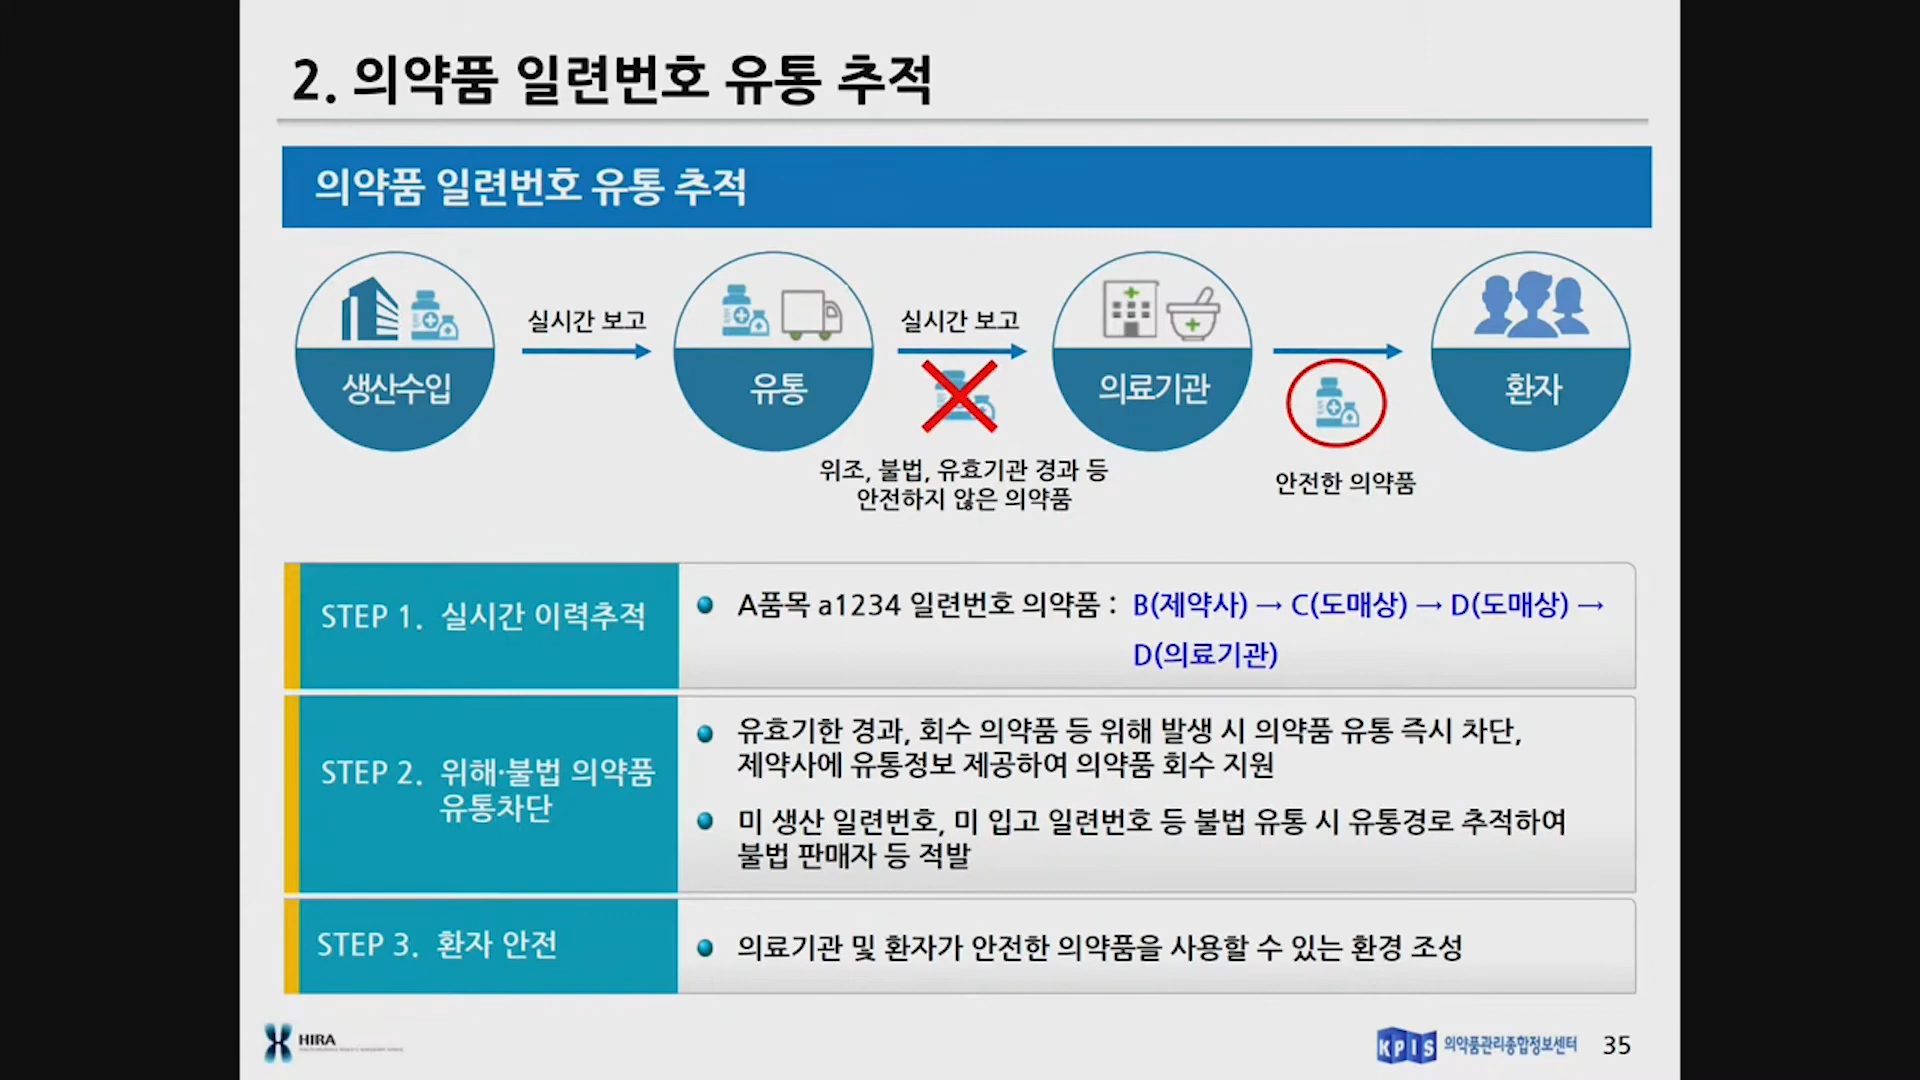 2. 의약품 일련번호 유통 추적
의약품 일련번호 유통 추적
생산수입
실시간 보고
유통
실시간 보고
의료기관
환자
위조, 불법, 유효기관 경과 등
안전하지 않은 의약품
안전한 의약품
STEP 1. 실시간 이력추적
A품목 a1234 일련번호 의약품 : B(제약사) → C(도매상) → D(도매상) →
D(의료기관)
STEP 2. 위해·불법 의약품
유통차단
유효기한 경과, 회수 의약품 등 위해 발생 시 의약품 유통 즉시 차단,
제약사에 유통정보 제공하여 의약품 회수 지원
미 생산 일련번호, 미 입고 일련번호 등 불법 유통 시 유통경로 추적하여
불법 판매자 등 적발
STEP 3. 환자 안전
의료기관 및 환자가 안전한 의약품을 사용할 수 있는 환경 조성
HIRA
KPIS 의약품관리종합정보센터
35